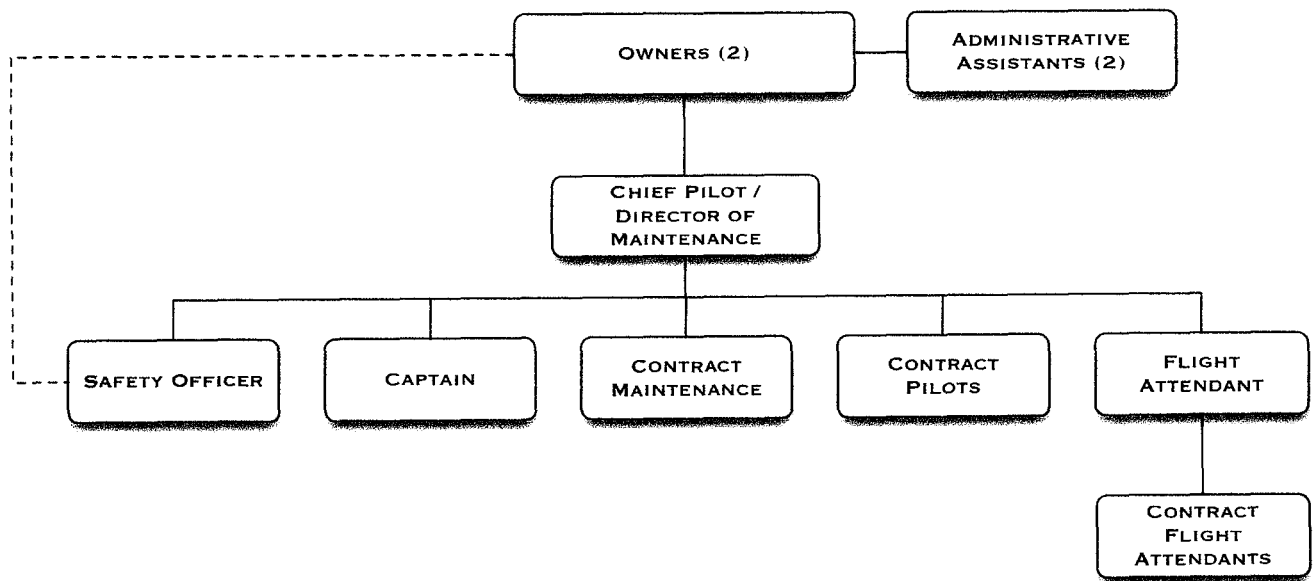 OWNERS (2)
ADMINISTRATIVE
ASSISTANTS (2)
CHIEF PILOT /
DIRECTOR OF
MAINTENANCE
SAFETY OFFICER
CAPTAIN
CONTRACT
MAINTENANCE
CONTRACT
PILOTS
FLIGHT
ATTENDANT
CONTRACT
FLIGHT
ATTENDANTS